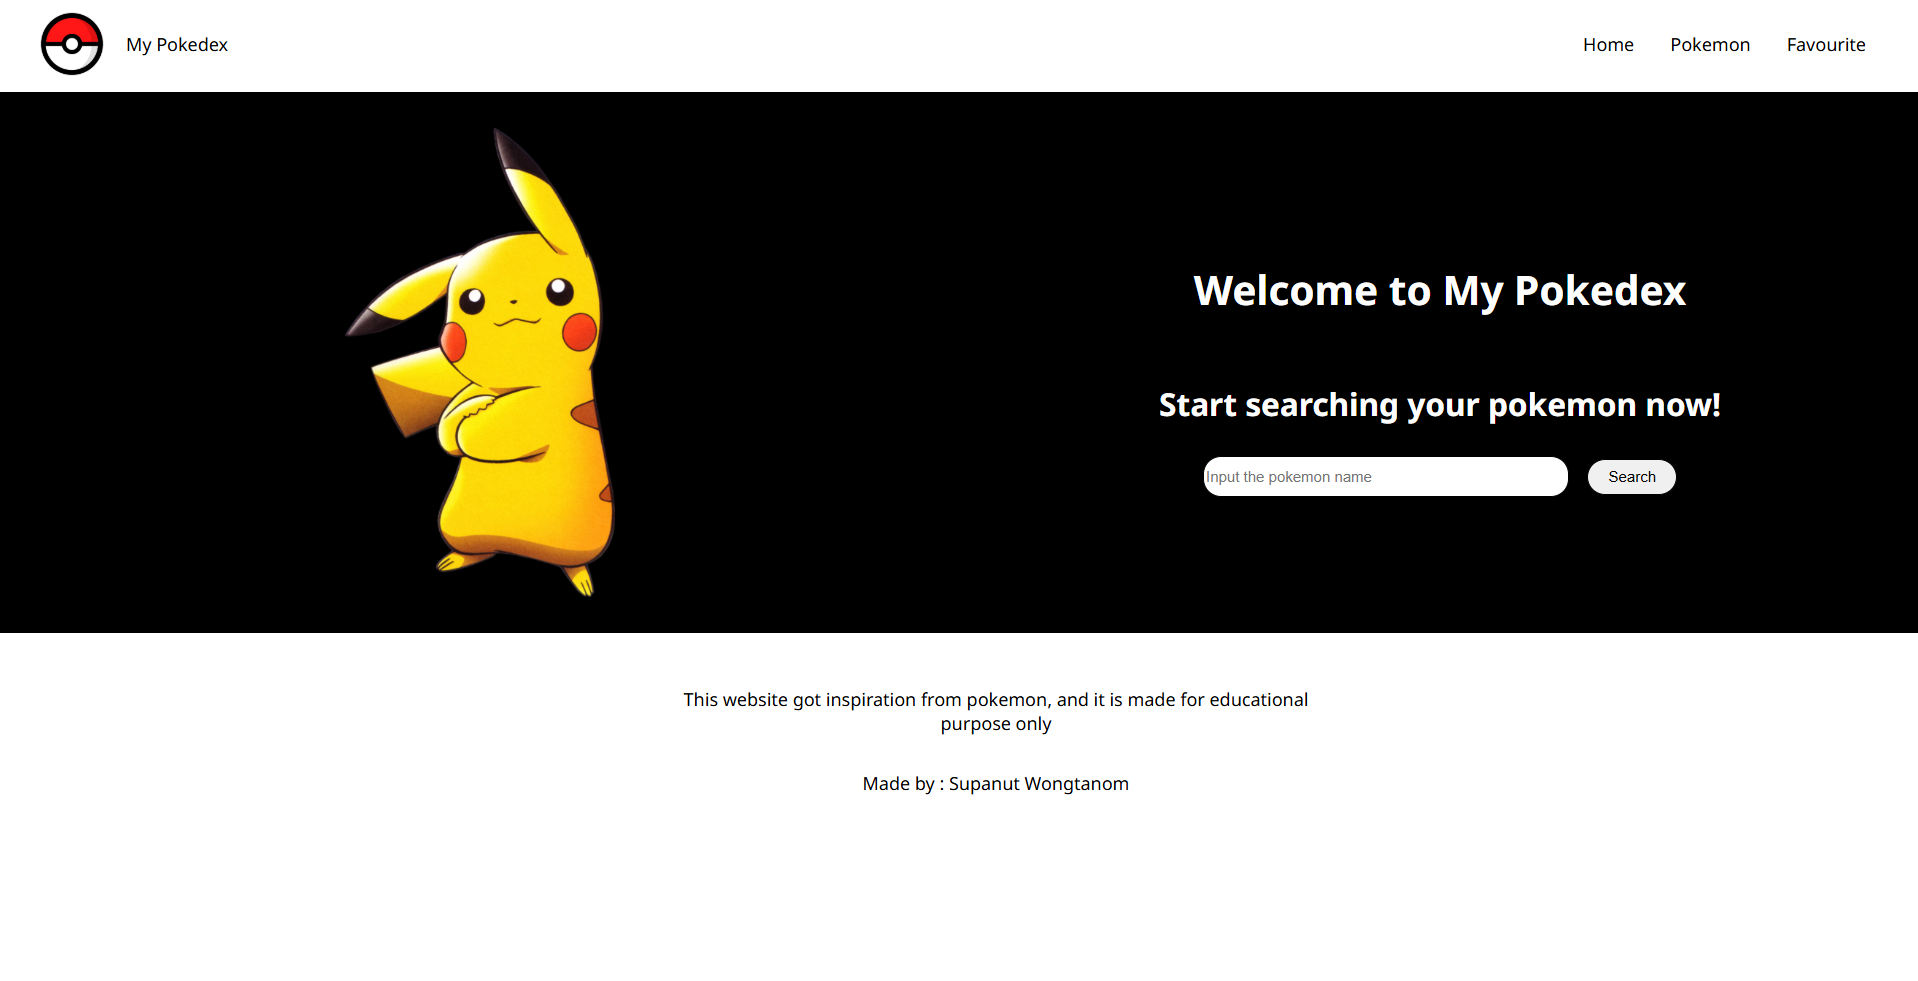 My Pokedex
Home
Pokemon
Favourite
Welcome to My Pokedex
Start searching your pokemon now!
Input the pokemon name
Search
This website got inspiration from pokemon, and it is made for educational
purpose only
Made by : Supanut Wongtanom